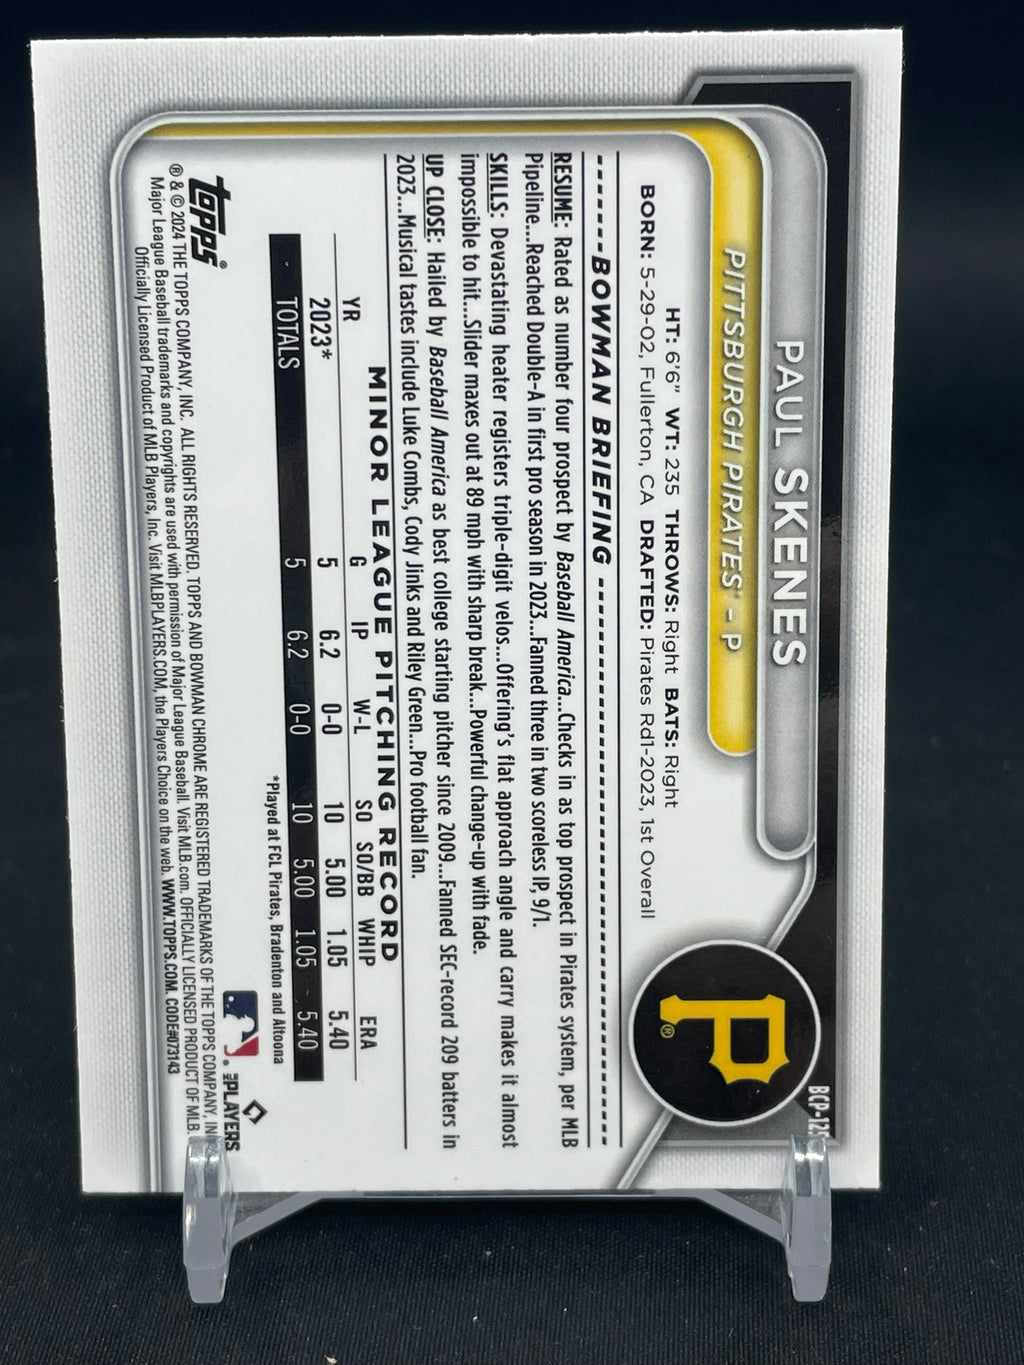 BCP-125
PAUL SKENES
PITTSBURGH PIRATES® – P
HT: 6'6" WT: 235 THROWS: Right BATS: Right
BORN: 5-29-02, Fullerton, CA DRAFTED: Pirates Rd1-2023, 1st Overall
P ®
BOWMAN BRIEFING
RESUME: Rated as number four prospect by Baseball America...Checks in as top prospect in Pirates system, per MLB
Pipeline...Reached Double-A in first pro season in 2023...Fanned three in two scoreless IP, 9/1.
SKILLS: Devastating heater registers triple-digit velos...Offering's flat approach angle and carry makes it almost
impossible to hit...Slider maxes out at 89 mph with sharp break...Powerful change-up with fade.
UP CLOSE: Hailed by Baseball America as best college starting pitcher since 2009...Fanned SEC-record 209 batters in
2023...Musical tastes include Luke Combs, Cody Jinks and Riley Green...Pro football fan.
MINOR LEAGUE PITCHING RECORD
YR G IP W-L SO SO/BB WHIP ERA
2023* 5 6.2 0-0 10 5.00 1.05 5.40
TOTALS 5 6.2 0-0 10 5.00 1.05 5.40
*Played at FCL Pirates, Bradenton and Altoona
topps®
MLB PLAYERS
® & © 2024 THE TOPPS COMPANY, INC. ALL RIGHTS RESERVED. TOPPS AND BOWMAN CHROME ARE REGISTERED TRADEMARKS OF THE TOPPS COMPANY, IN
Major League Baseball trademarks and copyrights are used with permission of Major League Baseball. Visit MLB.com. OFFICIALLY LICENSED PRODUCT OF MLB
Officially Licensed Product of MLB Players, Inc. Visit MLBPLAYERS.COM, the Players Choice on the web. WWW.TOPPS.COM. CODE#073143